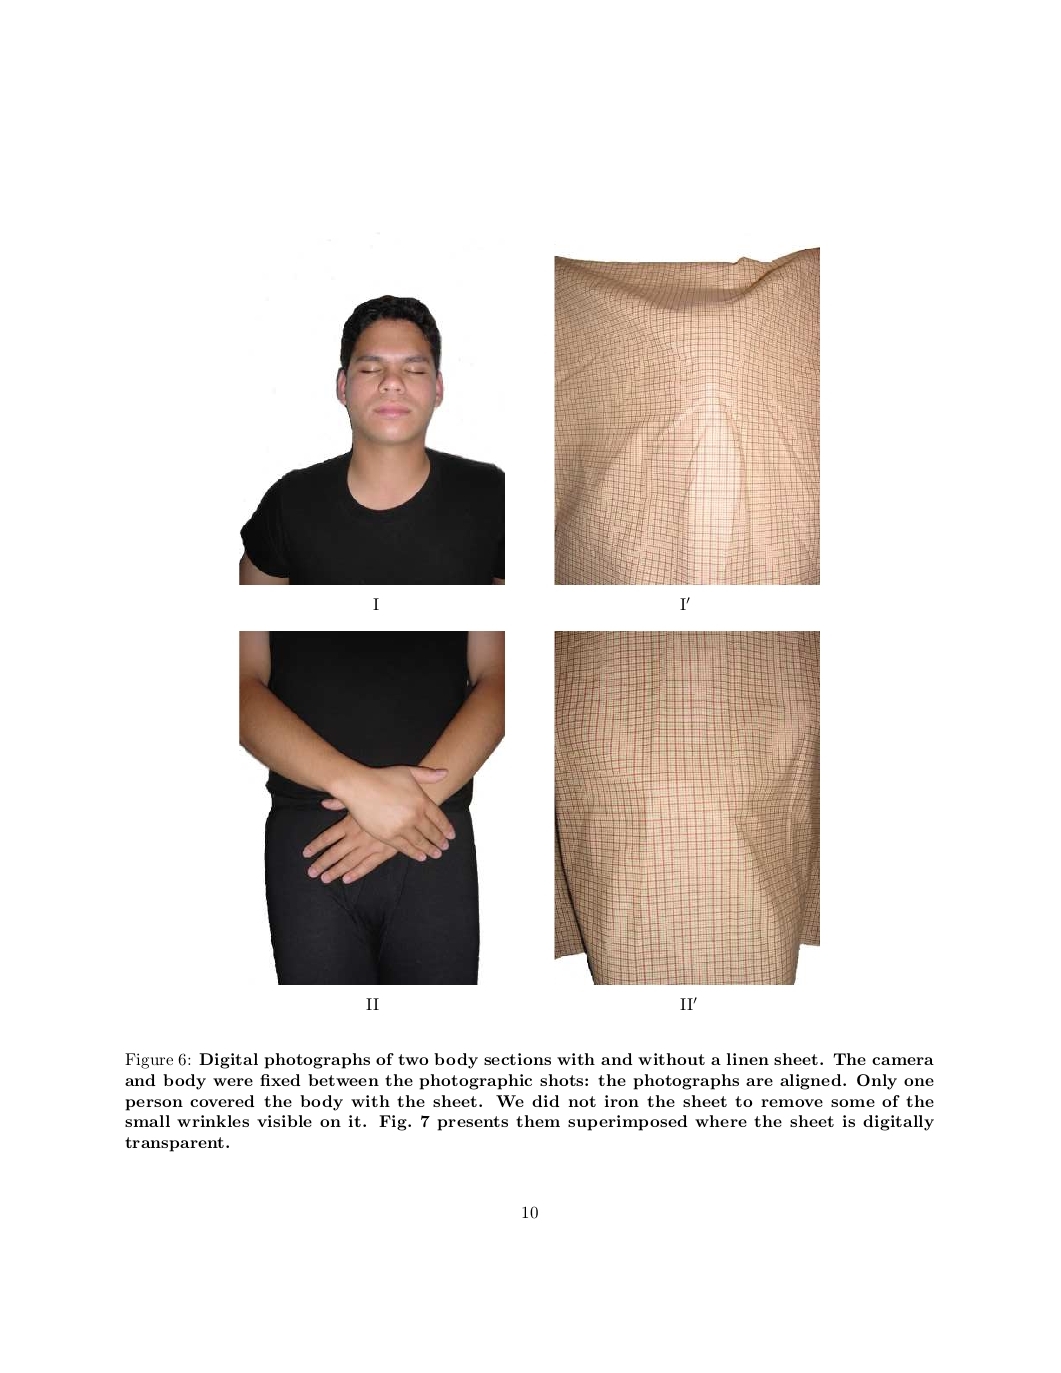 I
I′
II
II′
Figure 6: Digital photographs of two body sections with and without a linen sheet. The camera
and body were fixed between the photographic shots: the photographs are aligned. Only one
person covered the body with the sheet. We did not iron the sheet to remove some of the
small wrinkles visible on it. Fig. 7 presents them superimposed where the sheet is digitally
transparent.
10